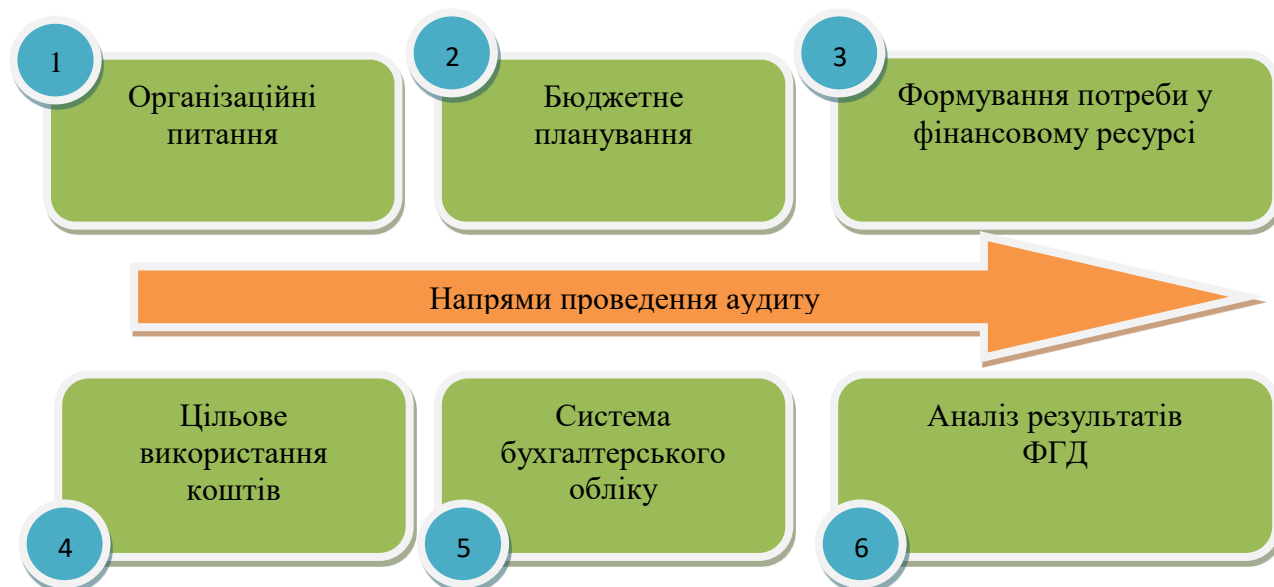 1
Організаційні
питання
2
Бюджетне
планування
3
Формування потреби у
фінансовому ресурсі
Напрями проведення аудиту
Цільове
використання
коштів
4
Система
бухгалтерського
обліку
5
Аналіз результатів
ФГД
6